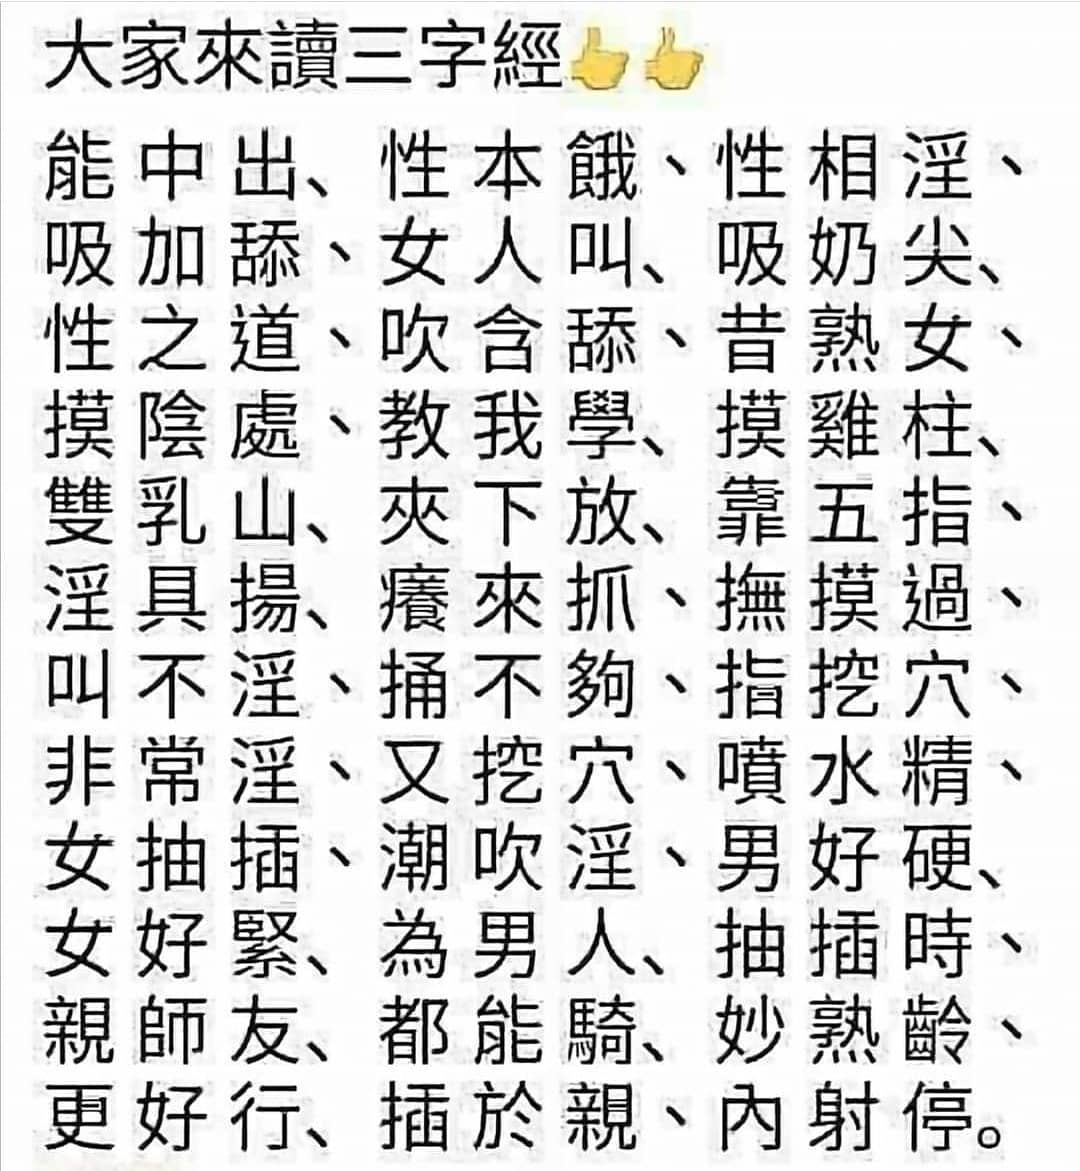 大家來讀三字經👍👍
能中出、性本餓、性相淫、
吸加舔、女人叫、吸奶尖、
性之道、吹含舔、昔熟女、
摸陰處、教我學、摸雞柱、
雙乳山、夾下放、靠五指、
淫具揚、癢來抓、撫摸過、
叫不淫、捅不夠、指挖穴、
非常淫、又挖穴、噴水精、
女抽插、潮吹淫、男好硬、
女好緊、為男人、抽插時、
親師友、都能騎、妙熟齡、
更好行、插於親、內射停。